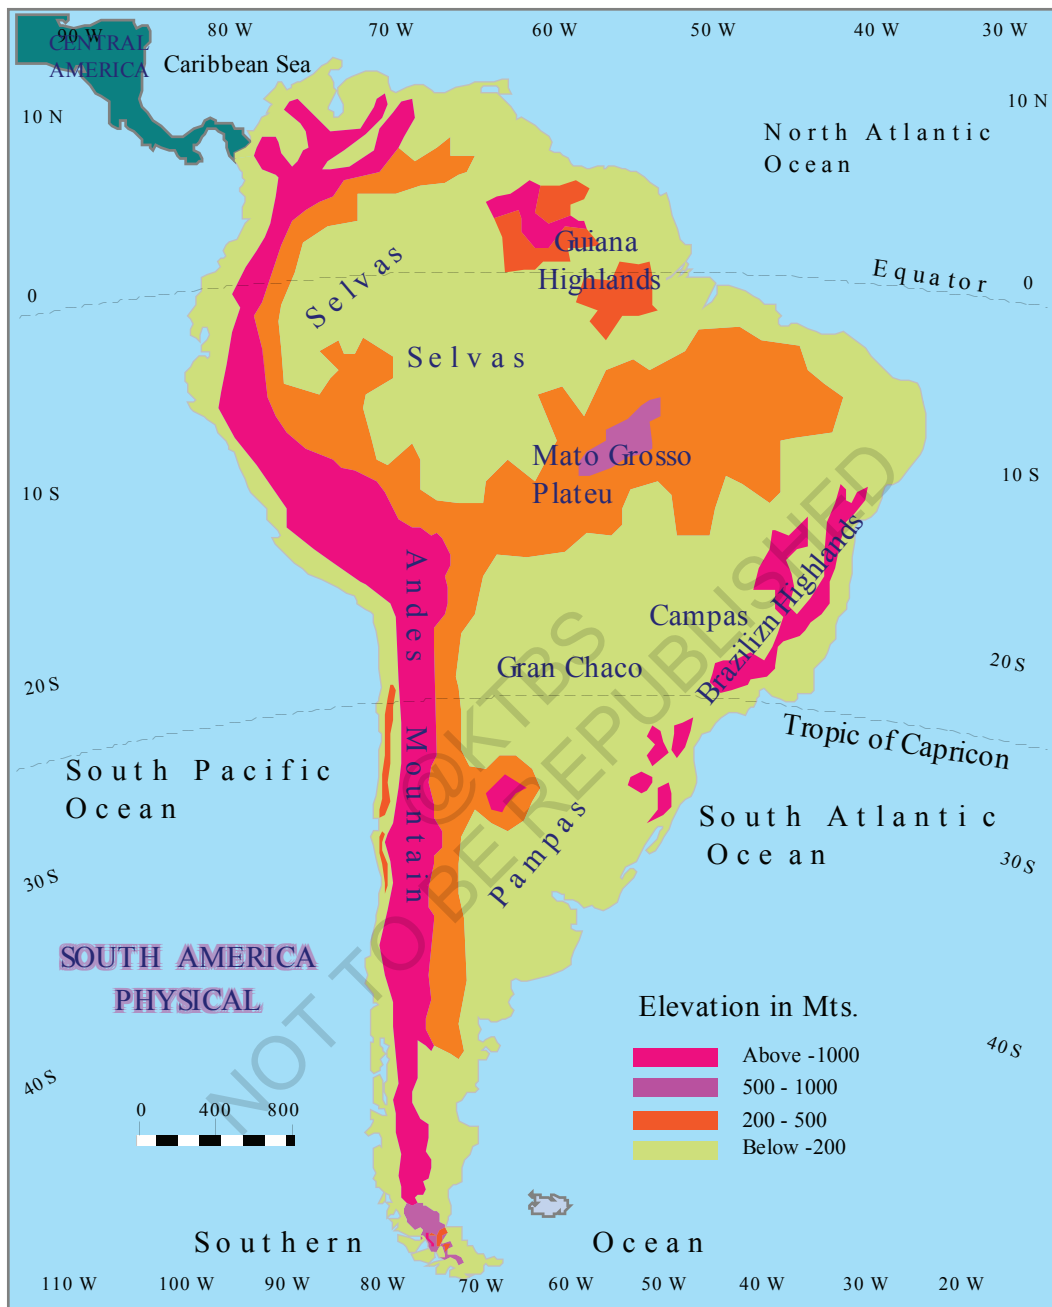 90 W 80 W 70 W 60 W 50 W 40 W 30 W
CENTRAL
AMERICA
Caribbean Sea
10 N
10 N
North Atlantic
Ocean
Guiana
Highlands
Selvas
Equator
0
0
Selvas
Mato Grosso
Plateu
10 S
10 S
Andes Mountain
Brazilizn Highlands
Campas
Gran Chaco
20 S
20 S
Tropic of Capricon
South Pacific
Ocean
South Atlantic
Ocean
Pampas
30 S
30 S
SOUTH AMERICA
PHYSICAL
Elevation in Mts.
Above -1000
500 - 1000
200 - 500
Below -200
40 S
40 S
0 400 800
Southern Ocean
110 W 100 W 90 W 80 W 70 W 60 W 50 W 40 W 30 W 20 W
@KTBS
NOT TO BE REPUBLISHED